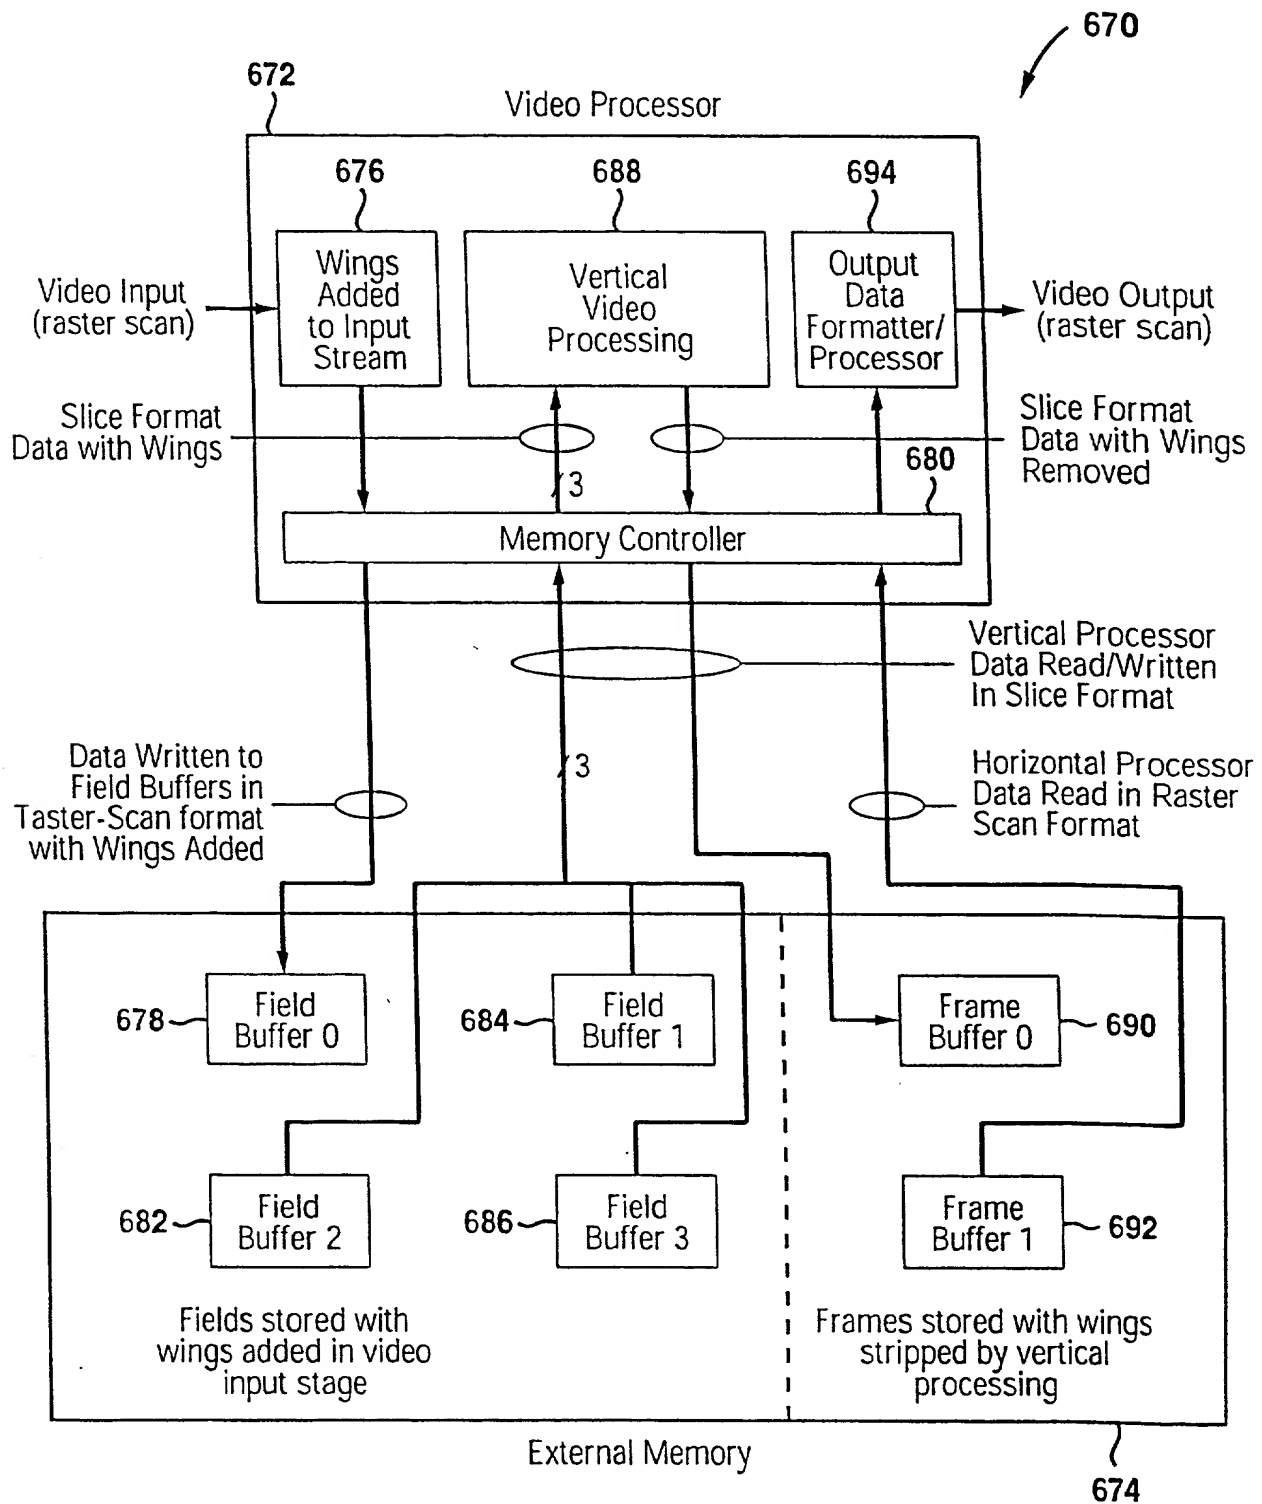 670
672
Video Processor
676
688
694
Wings
Added
to Input
Stream
Vertical
Video
Processing
Output
Data
Formatter/
Processor
Video Input
(raster scan)
Video Output
(raster scan)
Slice Format
Data with Wings
Slice Format
Data with Wings
Removed
3
680
Memory Controller
Vertical Processor
Data Read/Written
In Slice Format
Data Written to
Field Buffers in
Taster-Scan format
with Wings Added
3
Horizontal Processor
Data Read in Raster
Scan Format
678
Field
Buffer 0
684
Field
Buffer 1
Frame
Buffer 0
690
682
Field
Buffer 2
686
Field
Buffer 3
Frame
Buffer 1
692
Fields stored with
wings added in video
input stage
Frames stored with wings
stripped by vertical
processing
External Memory
674